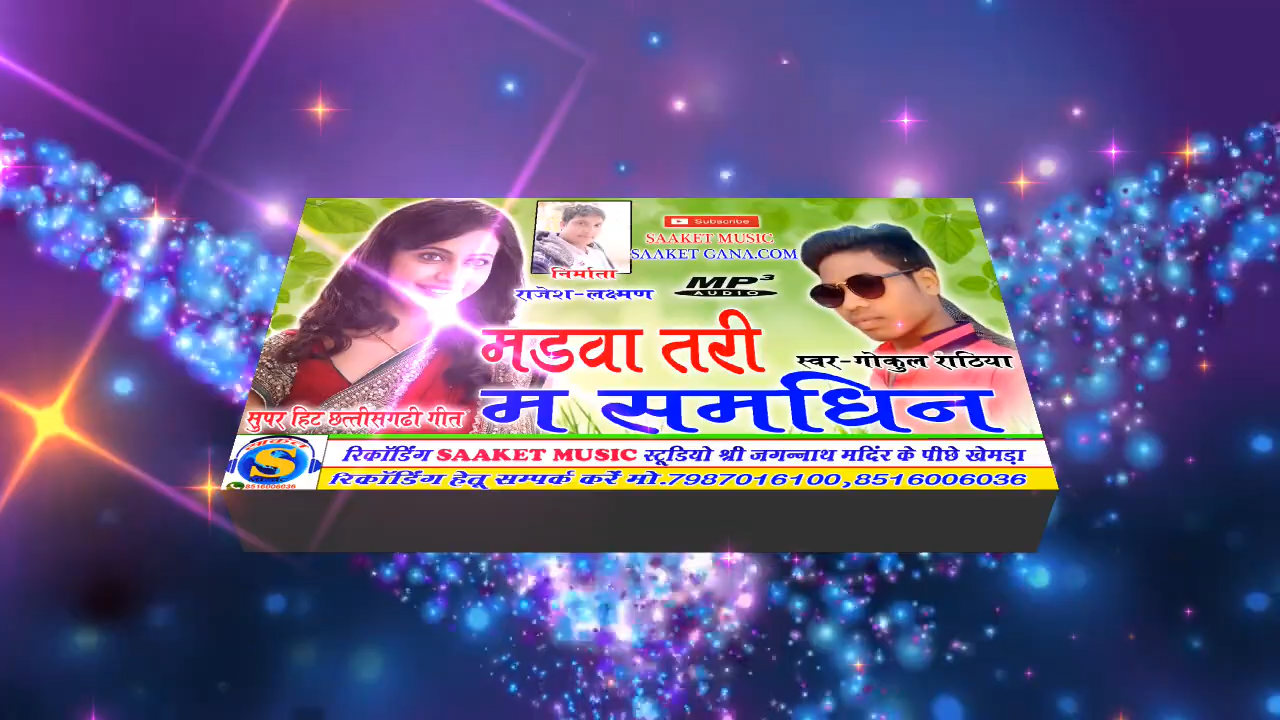 Subscribe
SAAKET MUSIC
SAAKET GANA.COM
निर्माता
राजेश-लक्ष्मण
MP3
AUDIO
मडवा तरी
स्वर-गोकुल राठिया
म समधिन
सुपर हिट छत्तीसगढी गीत
साकेत
S
8516006036
रिकॉर्डिंग SAAKET MUSIC स्टूडियो श्री जगन्नाथ मदिंर के पीछे खेमड़ा
रिकॉर्डिंग हेतू सम्पर्क करें मो.7987016100,8516006036